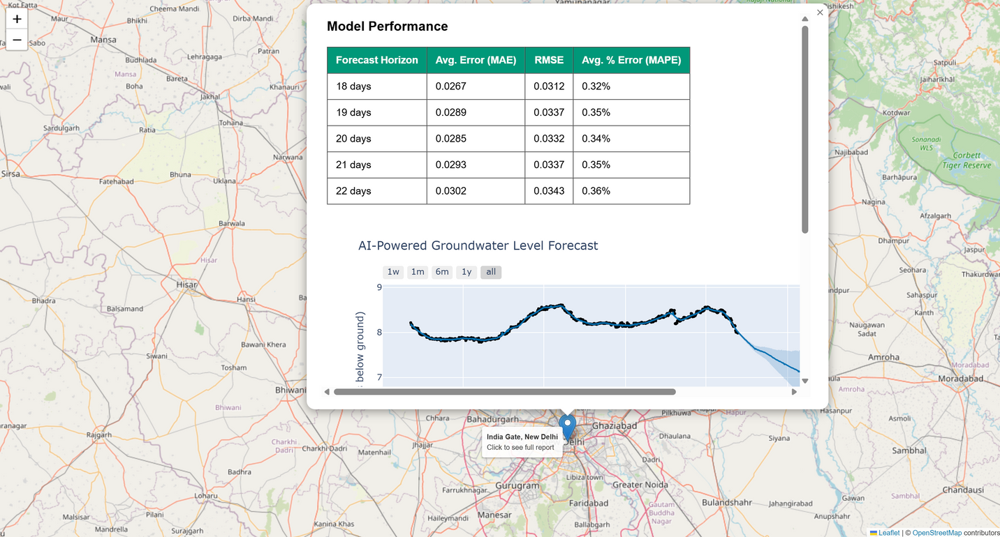 Model Performance
×
Forecast Horizon Avg. Error (MAE) RMSE Avg. % Error (MAPE)
18 days 0.0267 0.0312 0.32%
19 days 0.0289 0.0337 0.35%
20 days 0.0285 0.0332 0.34%
21 days 0.0293 0.0337 0.35%
22 days 0.0302 0.0343 0.36%
AI-Powered Groundwater Level Forecast
1w 1m 6m 1y all
9
8
7
below ground)
+
−
Kot Fatta
Maur
Cheema Mandi
Bhikhi
Dirba Mandi
Mansa
Sabo
Patran
Budhlada
Lehragaga
Mansa
Bareta
Boha
Khanauri
Jakhal
Sardulgarh
Ratia
Tohana
Narwana
Sirsa
Bhuna
Uklana
Fatehabad
Barwala
Hisar
Hisar
Hansi
Balsamand
Bhadra
Bawani Khera
Siwani
Tosham
Bhiwani
Bhiwani
Rajgarh
Charkhi
Dadri
Charkhi Dadri
Chhara
Bahadurgarh
Jhajjar
Matenhail
Badhra
Loharu
Malsisar
Pilani
Mandrella
Surajgarh
Kanina Khas
India Gate, New Delhi
Click to see full report
Delhi
Ghaziabad
Pilkhuwa
Hapur
Dhaulana
Dadri
Libiza town
Greater Noida
Gurugram
Farrukhnagar
Faridabad
Manesar
Haileymandi
Ballabgarh
Gautam
Buddha
Nagar
Bulandshahr
Jahangirabad
Anupshahr
Gawan
Sambhal
Sambhal
Chandausi
Siyana
Hasanpur
Asmoli
Amroha
Amroha
Moradabad
Moradabad
Naugawan
Sadat
Kanth
Sahaspur
Seohara
Thakurdwar
Dhampur
Jaspur
Afzalgarh
Nagina
Barhāpura
Najibabad
Kotdwar
Sonanadi
WLS
Corbett
Tiger Reserve
Jaiharīkhāl
Satpuli
Rishikesh
Yamunanagar
Leaflet | © OpenStreetMap contributors